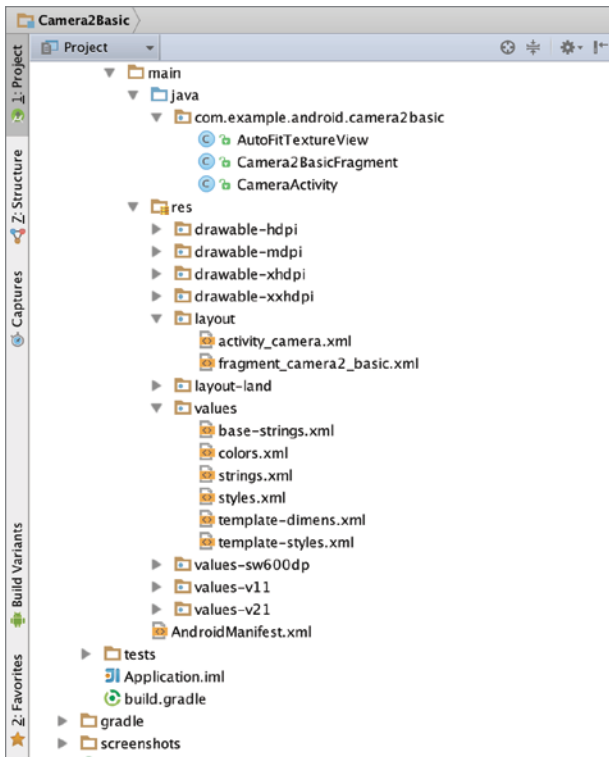 Camera2Basic
Project
1: Project
Z: Structure
Captures
Build Variants
2: Favorites
main
java
com.example.android.camera2basic
AutoFitTextureView
Camera2BasicFragment
CameraActivity
res
drawable-hdpi
drawable-mdpi
drawable-xhdpi
drawable-xxhdpi
layout
activity_camera.xml
fragment_camera2_basic.xml
layout-land
values
base-strings.xml
colors.xml
strings.xml
styles.xml
template-dimens.xml
template-styles.xml
values-sw600dp
values-v11
values-v21
AndroidManifest.xml
tests
Application.iml
build.gradle
gradle
screenshots